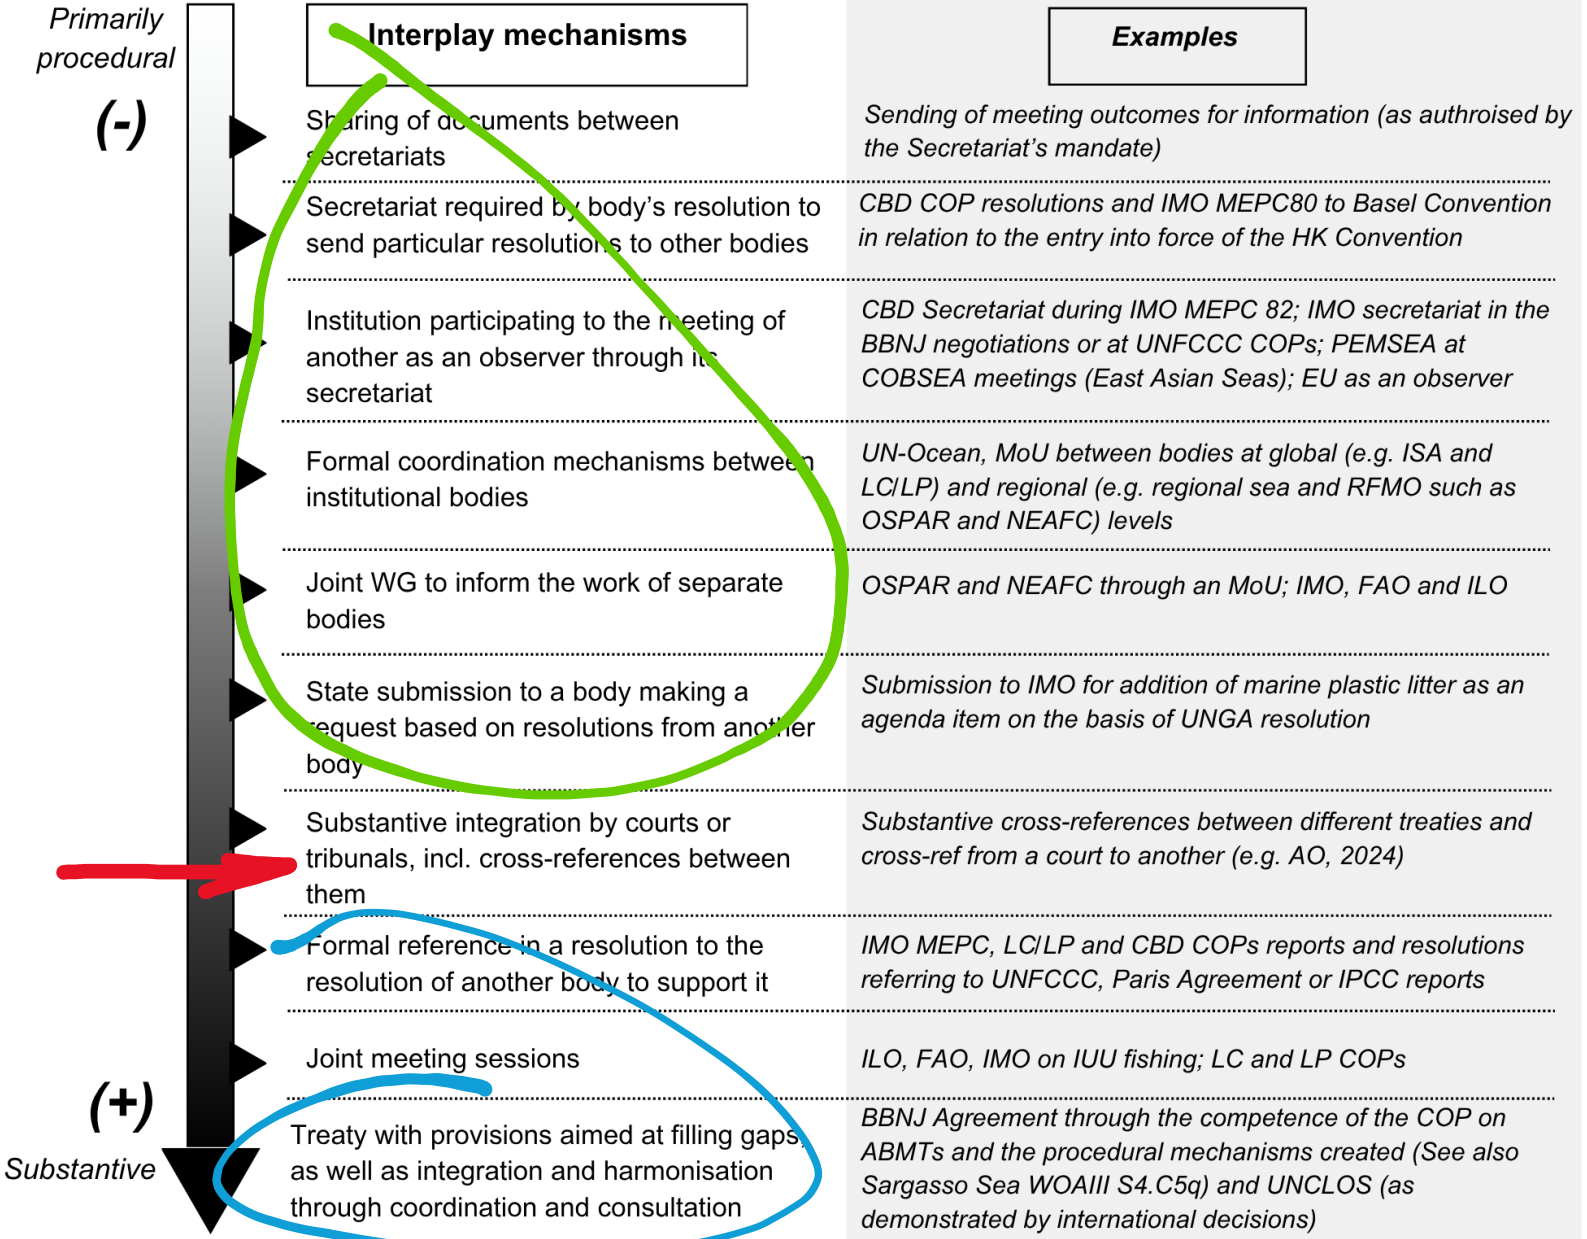 Primarily
procedural
(-)
Interplay mechanisms
Examples
Sharing of documents between
secretariats
Sending of meeting outcomes for information (as authroised by
the Secretariat's mandate)
Secretariat required by body's resolution to
send particular resolutions to other bodies
CBD COP resolutions and IMO MEPC80 to Basel Convention
in relation to the entry into force of the HK Convention
Institution participating to the meeting of
another as an observer through its
secretariat
CBD Secretariat during IMO MEPC 82; IMO secretariat in the
BBNJ negotiations or at UNFCCC COPs; PEMSEA at
COBSEA meetings (East Asian Seas); EU as an observer
Formal coordination mechanisms between
institutional bodies
UN-Ocean, MoU between bodies at global (e.g. ISA and
LC/LP) and regional (e.g. regional sea and RFMO such as
OSPAR and NEAFC) levels
Joint WG to inform the work of separate
bodies
OSPAR and NEAFC through an MoU; IMO, FAO and ILO
State submission to a body making a
request based on resolutions from another
body
Submission to IMO for addition of marine plastic litter as an
agenda item on the basis of UNGA resolution
Substantive integration by courts or
tribunals, incl. cross-references between
them
Substantive cross-references between different treaties and
cross-ref from a court to another (e.g. AO, 2024)
Formal reference in a resolution to the
resolution of another body to support it
IMO MEPC, LC/LP and CBD COPs reports and resolutions
referring to UNFCCC, Paris Agreement or IPCC reports
Joint meeting sessions
ILO, FAO, IMO on IUU fishing; LC and LP COPs
(+)
Substantive
Treaty with provisions aimed at filling gaps,
as well as integration and harmonisation
through coordination and consultation
BBNJ Agreement through the competence of the COP on
ABMTs and the procedural mechanisms created (See also
Sargasso Sea WOAIII S4.C5q) and UNCLOS (as
demonstrated by international decisions)